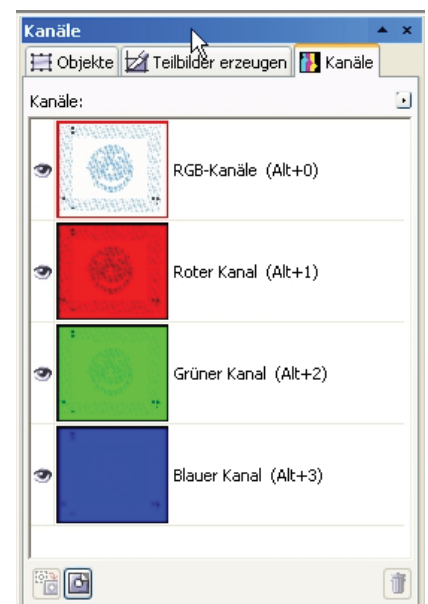 Kanäle
Objekte Teilbilder erzeugen Kanäle
Kanäle:
RGB-Kanäle (Alt+0)
Roter Kanal (Alt+1)
Grüner Kanal (Alt+2)
Blauer Kanal (Alt+3)